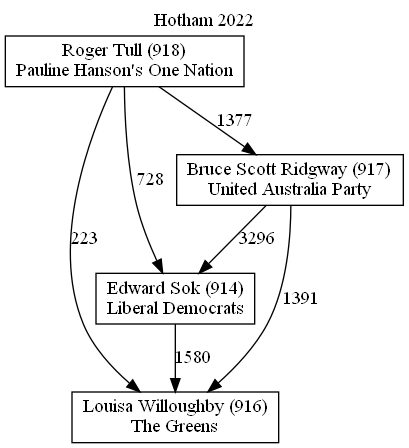 Hotham 2022
Roger Tull (918)
Pauline Hanson's One Nation
1377
Bruce Scott Ridgway (917)
United Australia Party
728
223
3296
Edward Sok (914)
Liberal Democrats
1391
1580
Louisa Willoughby (916)
The Greens